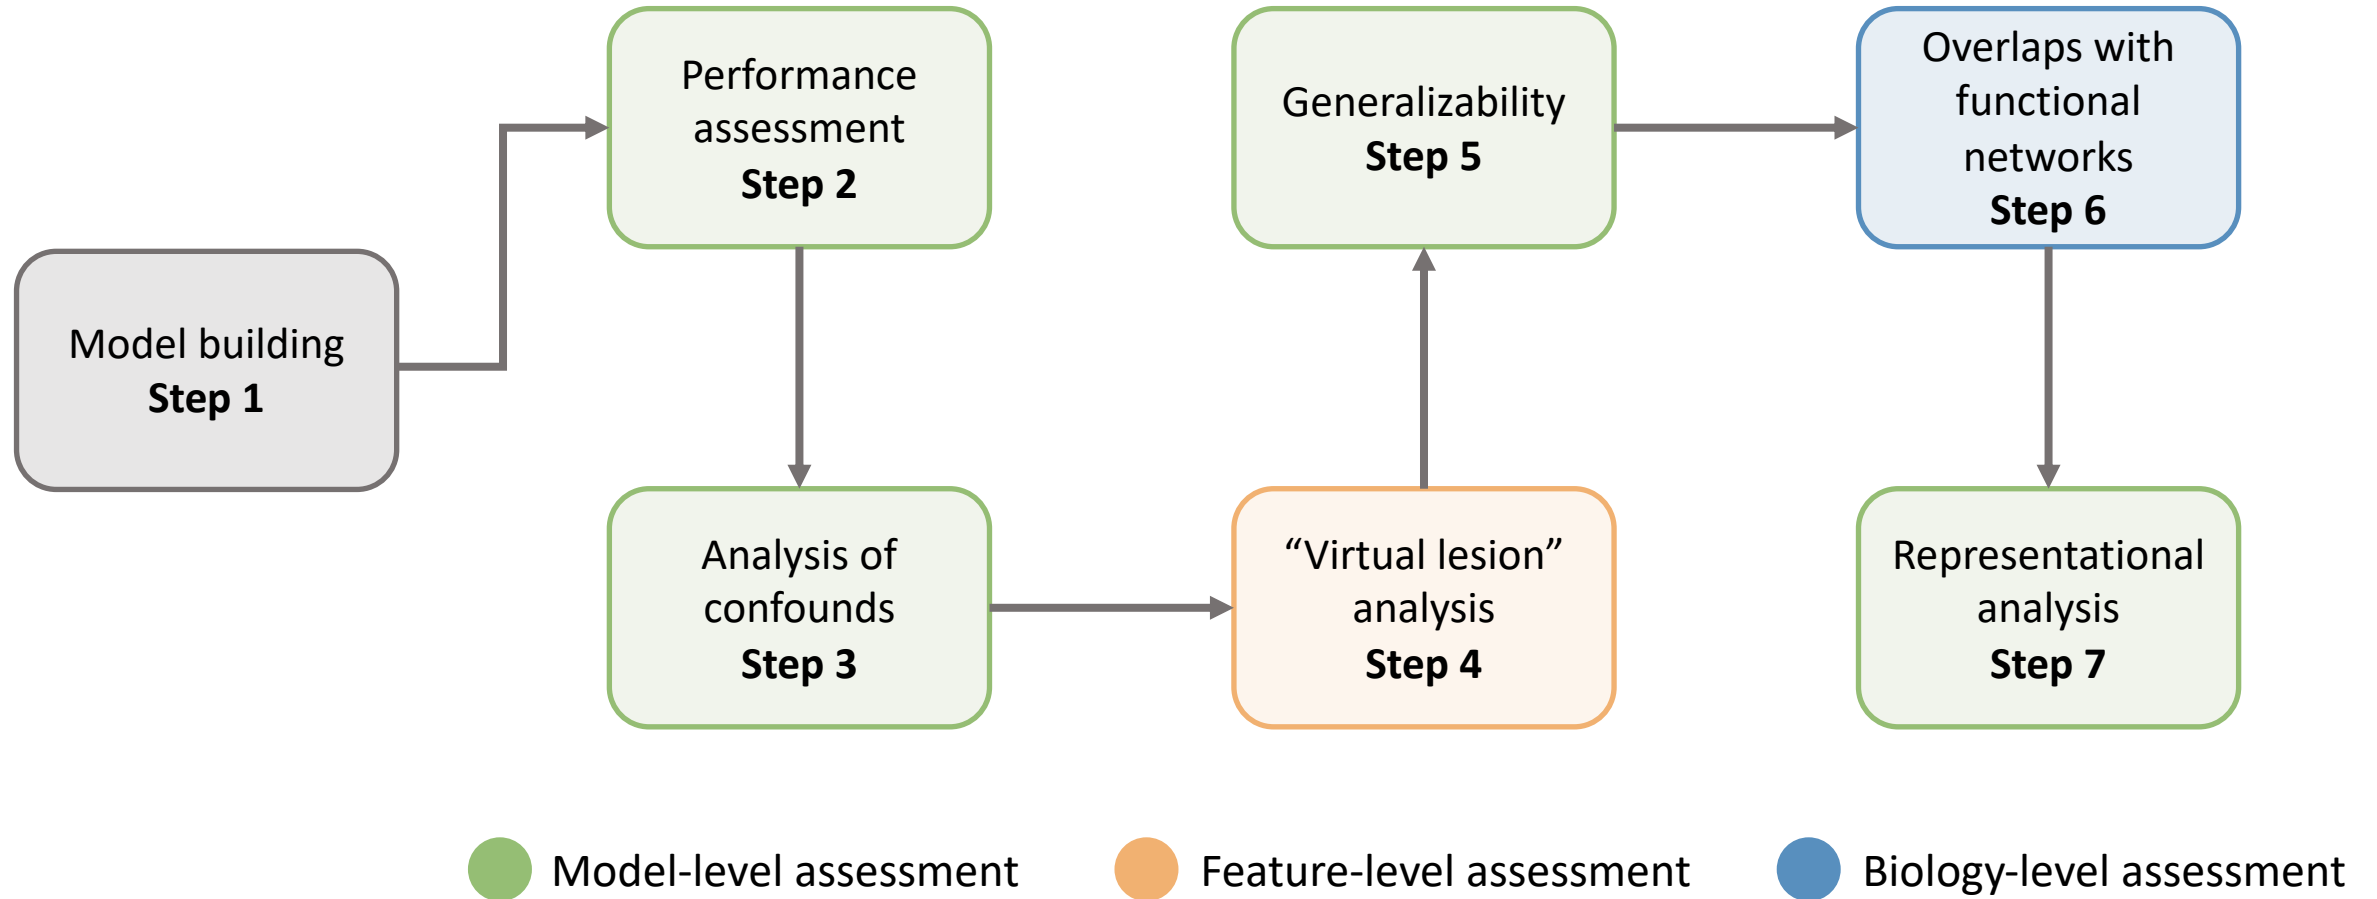 Model building
Step 1
Performance
assessment
Step 2
Analysis of
confounds
Step 3
“Virtual lesion”
analysis
Step 4
Generalizability
Step 5
Overlaps with
functional
networks
Step 6
Representational
analysis
Step 7
Model-level assessment
Feature-level assessment
Biology-level assessment